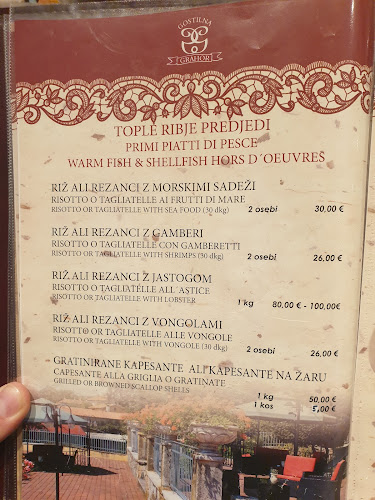 GOSTILNA
GRAHOR
TOPLE RIBJE PREDJEDI
PRIMI PIATTI DI PESCE
WARM FISH & SHELLFISH HORS D´OEUVRES
RIŽ ALI REZANCI Z MORSKIMI SADEŽI
RISOTTO O TAGLIATELLE AI FRUTTI DI MARE
RISOTTO OR TAGLIATELLE WITH SEA FOOD (30 dkg) 2 osebi 30,00 €
RIŽ ALI REZANCI Z GAMBERI
RISOTTO O TAGLIATELLE CON GAMBERETTI
RISOTTO OR TAGLIATELLE WITH SHRIMPS (30 dkg) 2 osebi 26,00 €
RIŽ ALI REZANCI Z JASTOGOM
RISOTTO O TAGLIATELLE ALL´ASTICE
RISOTTO OR TAGLIATELLE WITH LOBSTER 1 kg 80,00 € - 100,00€
RIŽ ALI REZANCI Z VONGOLAMI
RISOTTO OR TAGLIATELLE ALLE VONGOLE
RISOTTO OR TAGLIATELLE WITH VONGOLE (30 dkg) 2 osebi 26,00 €
GRATINIRANE KAPESANTE ALI KAPESANTE NA ŽARU
CAPESANTE ALLA GRIGLIA O GRATINATE
GRILLED OR BROWNED SCALLOP SHELLS
1 kg 50,00 €
1 kos 5,00 €